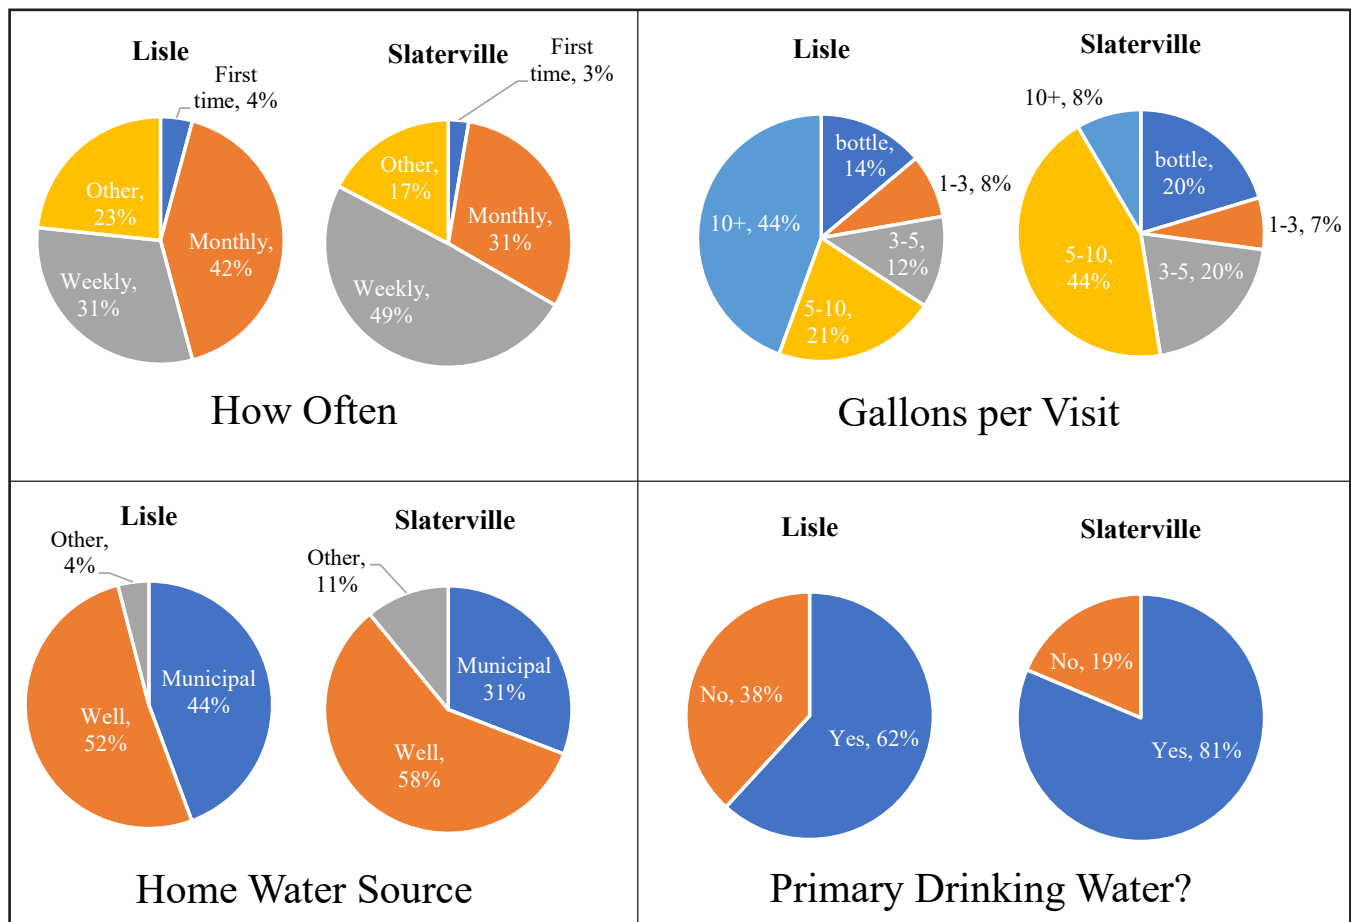 Lisle
First
time, 4%
Other,
23%
Monthly,
42%
Weekly,
31%
Slaterville
First
time, 3%
Other,
17%
Monthly,
31%
Weekly,
49%
How Often
Lisle
bottle,
14%
1-3, 8%
10+, 44%
3-5,
12%
5-10,
21%
Slaterville
10+, 8%
bottle,
20%
1-3, 7%
5-10,
44%
3-5, 20%
Gallons per Visit
Lisle
Other,
4%
Municipal
44%
Well,
52%
Slaterville
Other,
11%
Municipal
31%
Well,
58%
Home Water Source
Lisle
No, 38%
Yes, 62%
Slaterville
No, 19%
Yes, 81%
Primary Drinking Water?